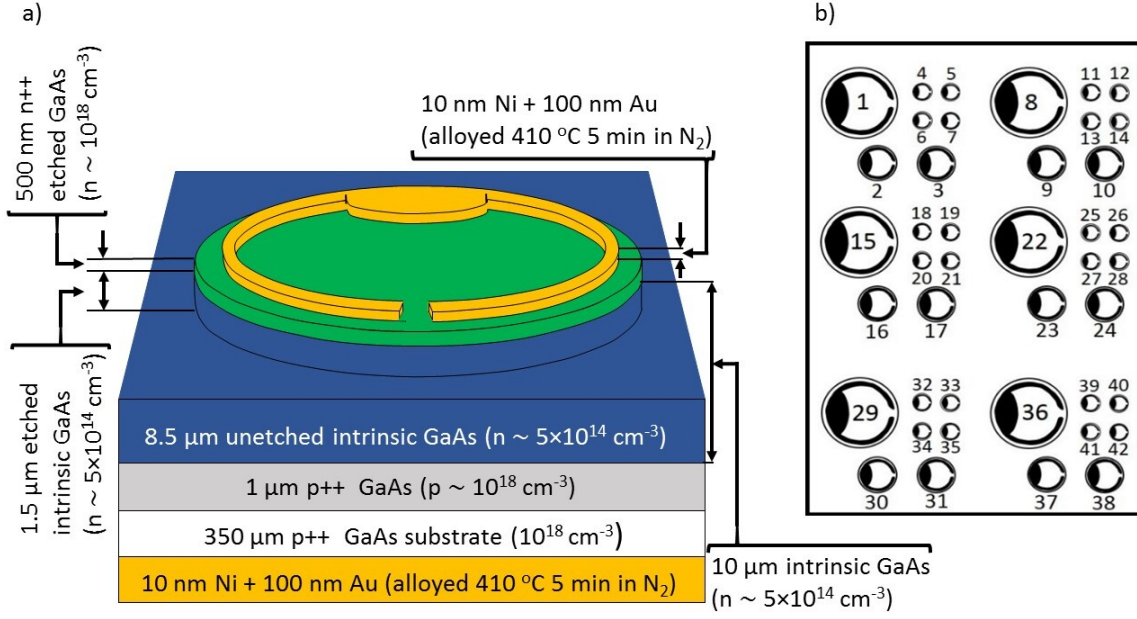 a)
500 nm n++
etched GaAs
(n ~ 10¹⁸ cm⁻³)
1.5 µm etched
intrinsic GaAs
(n ~ 5×10¹⁴ cm⁻³)
10 nm Ni + 100 nm Au
(alloyed 410 °C 5 min in N₂)
8.5 µm unetched intrinsic GaAs (n ~ 5×10¹⁴ cm⁻³)
1 µm p++ GaAs (p ~ 10¹⁸ cm⁻³)
350 µm p++ GaAs substrate (10¹⁸ cm⁻³)
10 nm Ni + 100 nm Au (alloyed 410 °C 5 min in N₂)
10 µm intrinsic GaAs
(n ~ 5×10¹⁴ cm⁻³)
b)
4 5 11 12
1 8
6 7 13 14
2 3 9 10
18 19 25 26
15 22
20 21 27 28
16 17 23 24
32 33 39 40
29 36
34 35 41 42
30 31 37 38